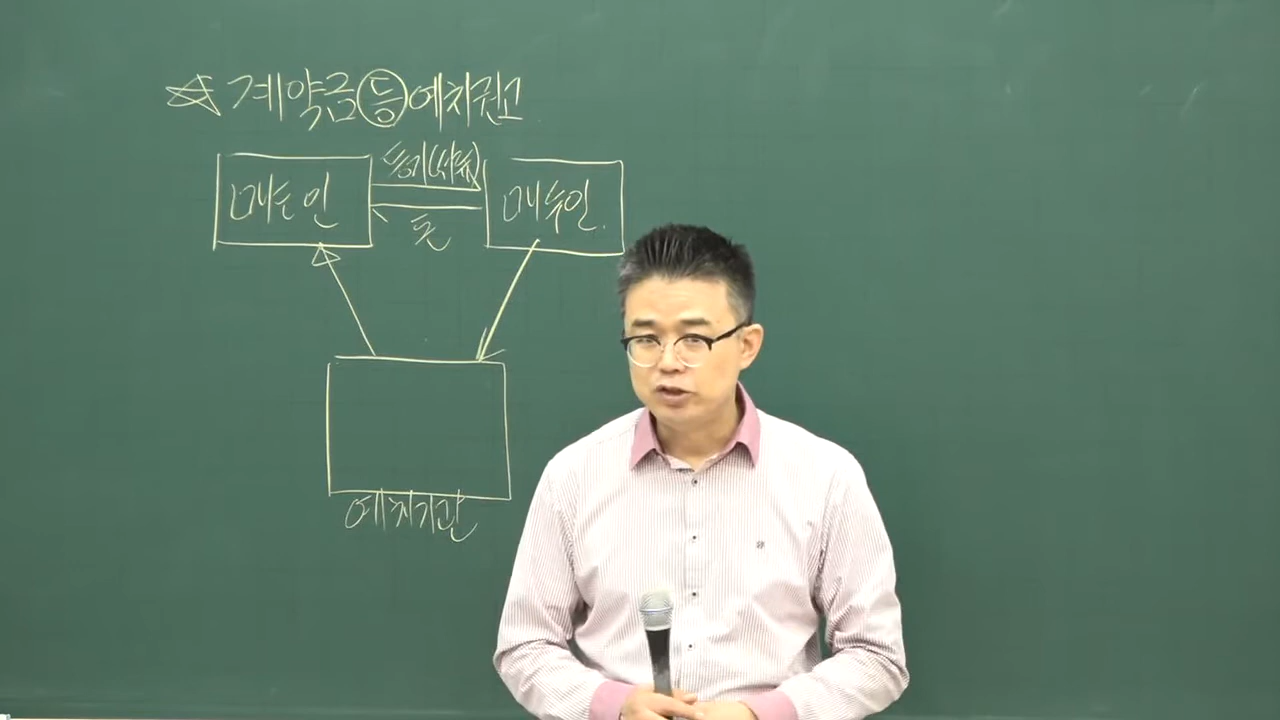 ☆ 계약금 등 예치권고
등기(서류)
매도인
매수인.
돈
예치기관